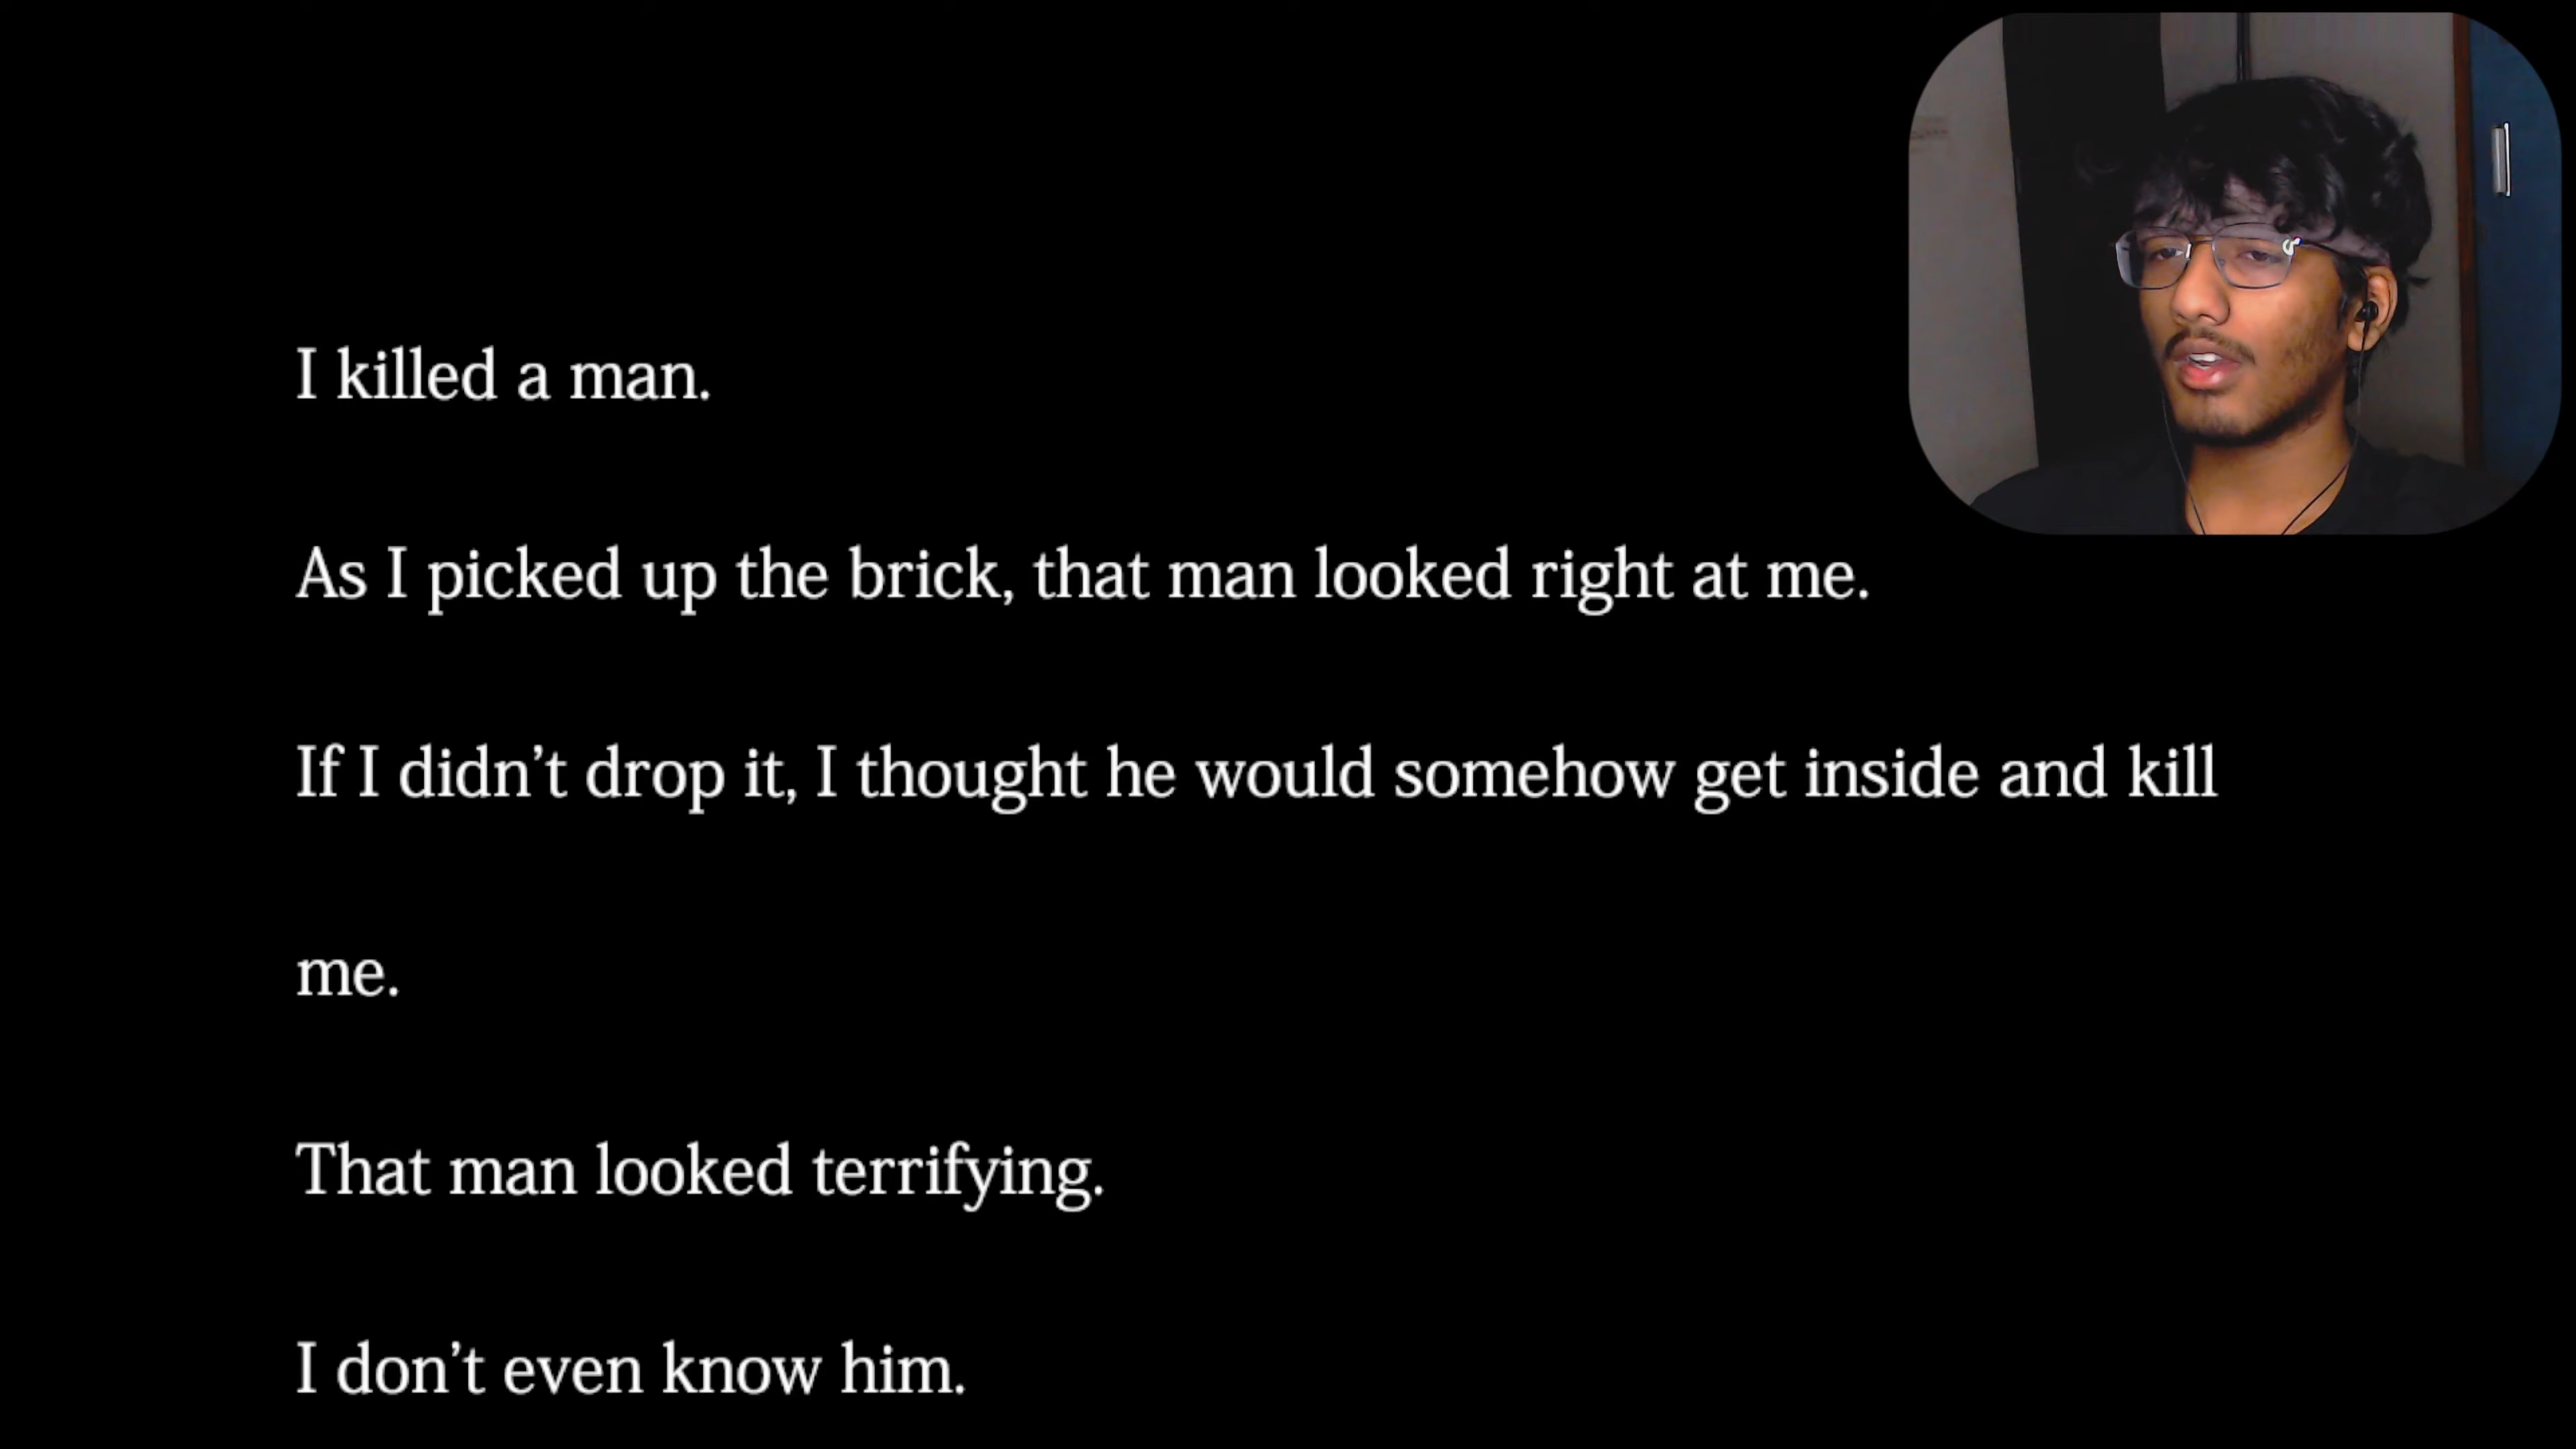 I killed a man.
As I picked up the brick, that man looked right at me.
If I didn’t drop it, I thought he would somehow get inside and kill
me.
That man looked terrifying.
I don’t even know him.